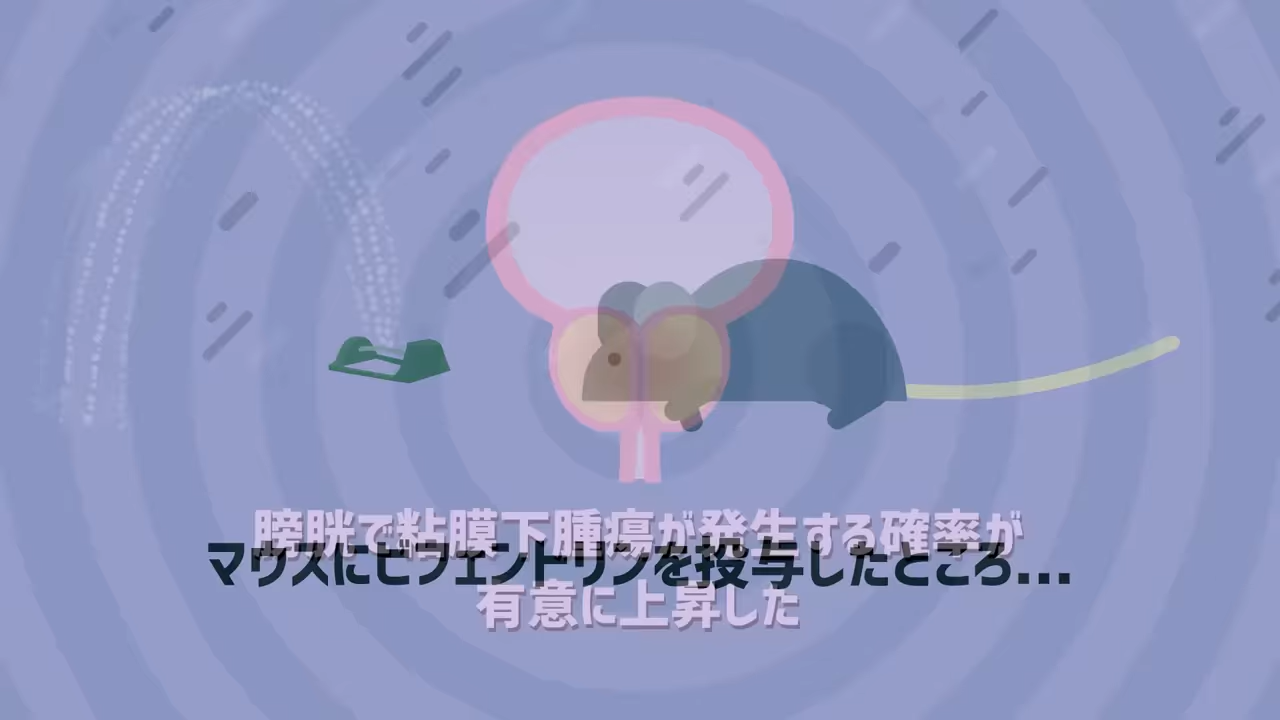 膀胱で粘膜下腫瘍が発生する確率が
マウスにビフェントリンを投与したところ...
有意に上昇した